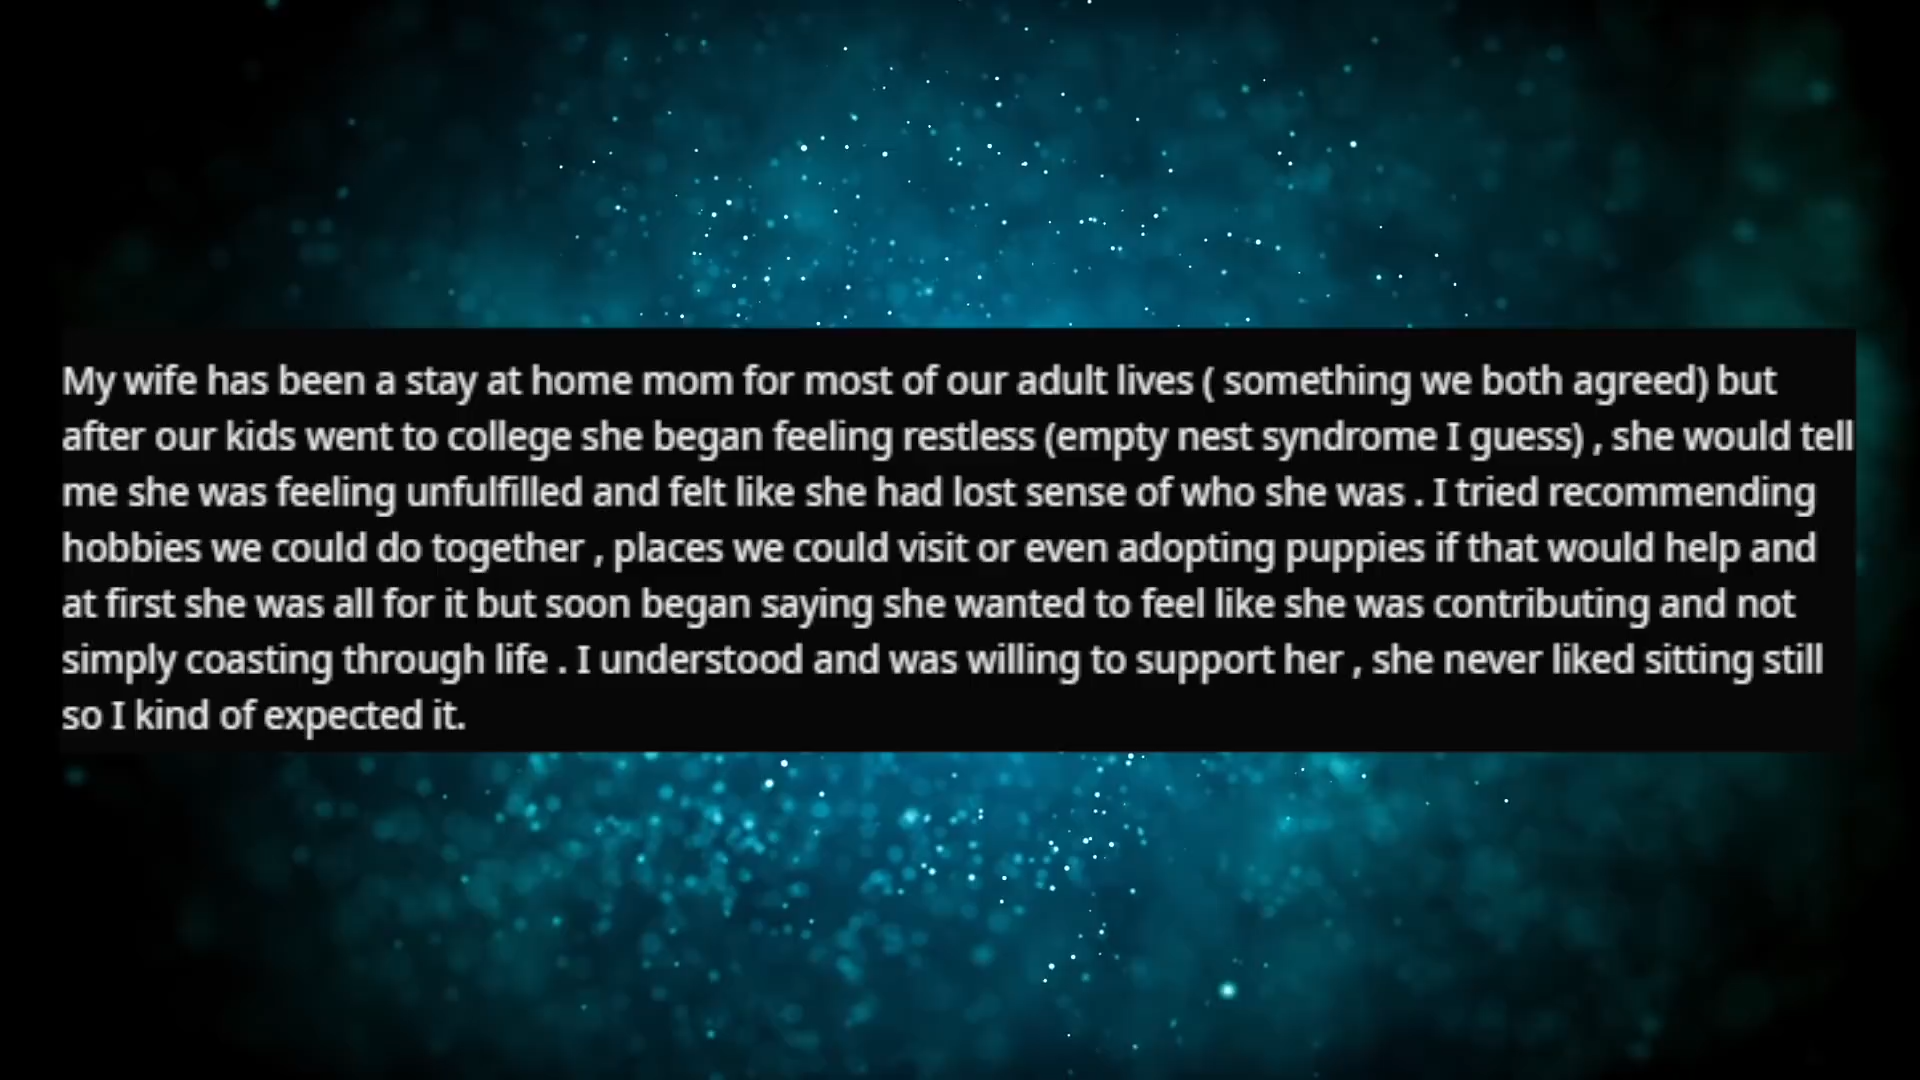 My wife has been a stay at home mom for most of our adult lives ( something we both agreed) but
after our kids went to college she began feeling restless (empty nest syndrome I guess) , she would tell
me she was feeling unfulfilled and felt like she had lost sense of who she was . I tried recommending
hobbies we could do together , places we could visit or even adopting puppies if that would help and
at first she was all for it but soon began saying she wanted to feel like she was contributing and not
simply coasting through life . I understood and was willing to support her , she never liked sitting still
so I kind of expected it.